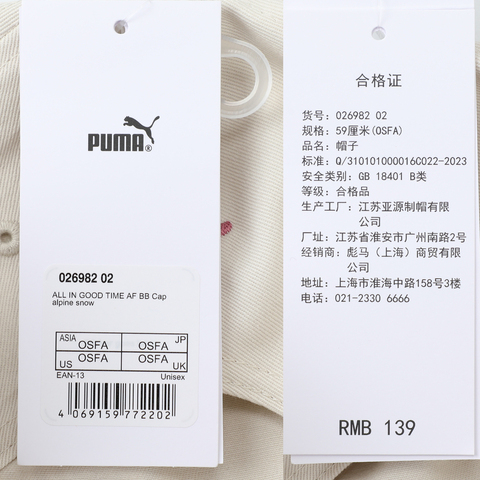 PUMA®
026982 02
ALL IN GOOD TIME AF BB Cap
alpine snow
ASIA OSFA OSFA JP
US OSFA OSFA UK
EAN-13 Unisex
4 069159 772202
合格证
货号: 026982 02
规格: 59厘米(OSFA)
品名: 帽子
标准: Q/310101000016C022-2023
安全类别: GB 18401 B类
等级: 合格品
生产工厂: 江苏亚源制帽有限
公司
厂址: 江苏省淮安市广州南路2号
经销商: 彪马(上海)商贸有限
公司
地址: 上海市淮海中路158号3楼
电话: 021-2330 6666
RMB 139